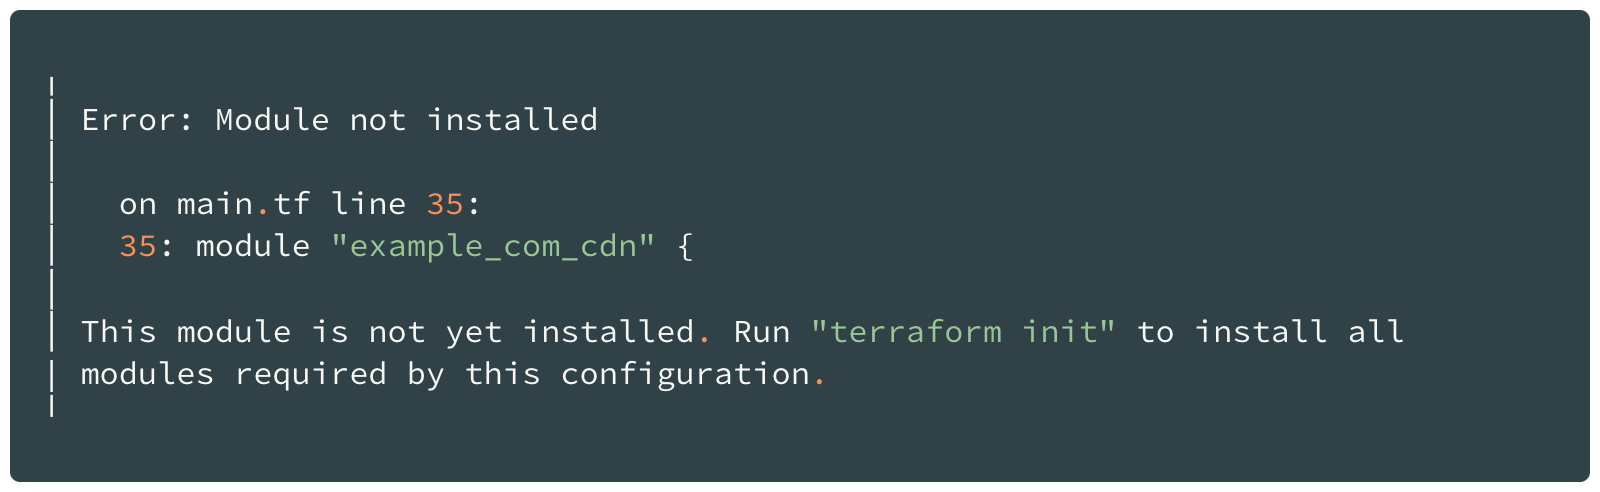 Error: Module not installed
on main.tf line 35:
35: module "example_com_cdn" {
This module is not yet installed. Run "terraform init" to install all
modules required by this configuration.